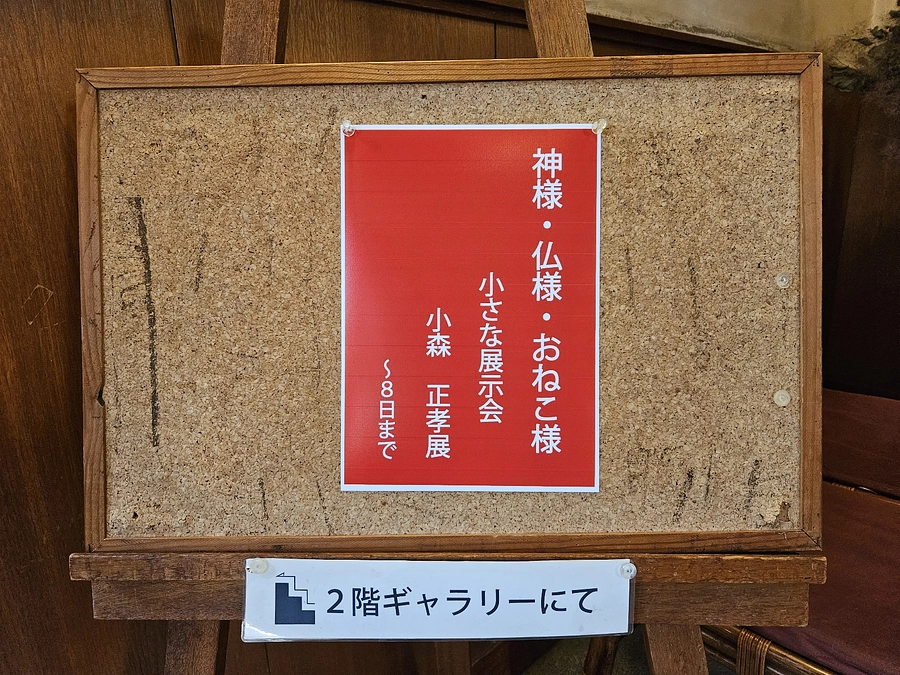 神様・仏様・おねこ様
小さな展示会
小森 正孝展
～8日まで
2階ギャラリーにて